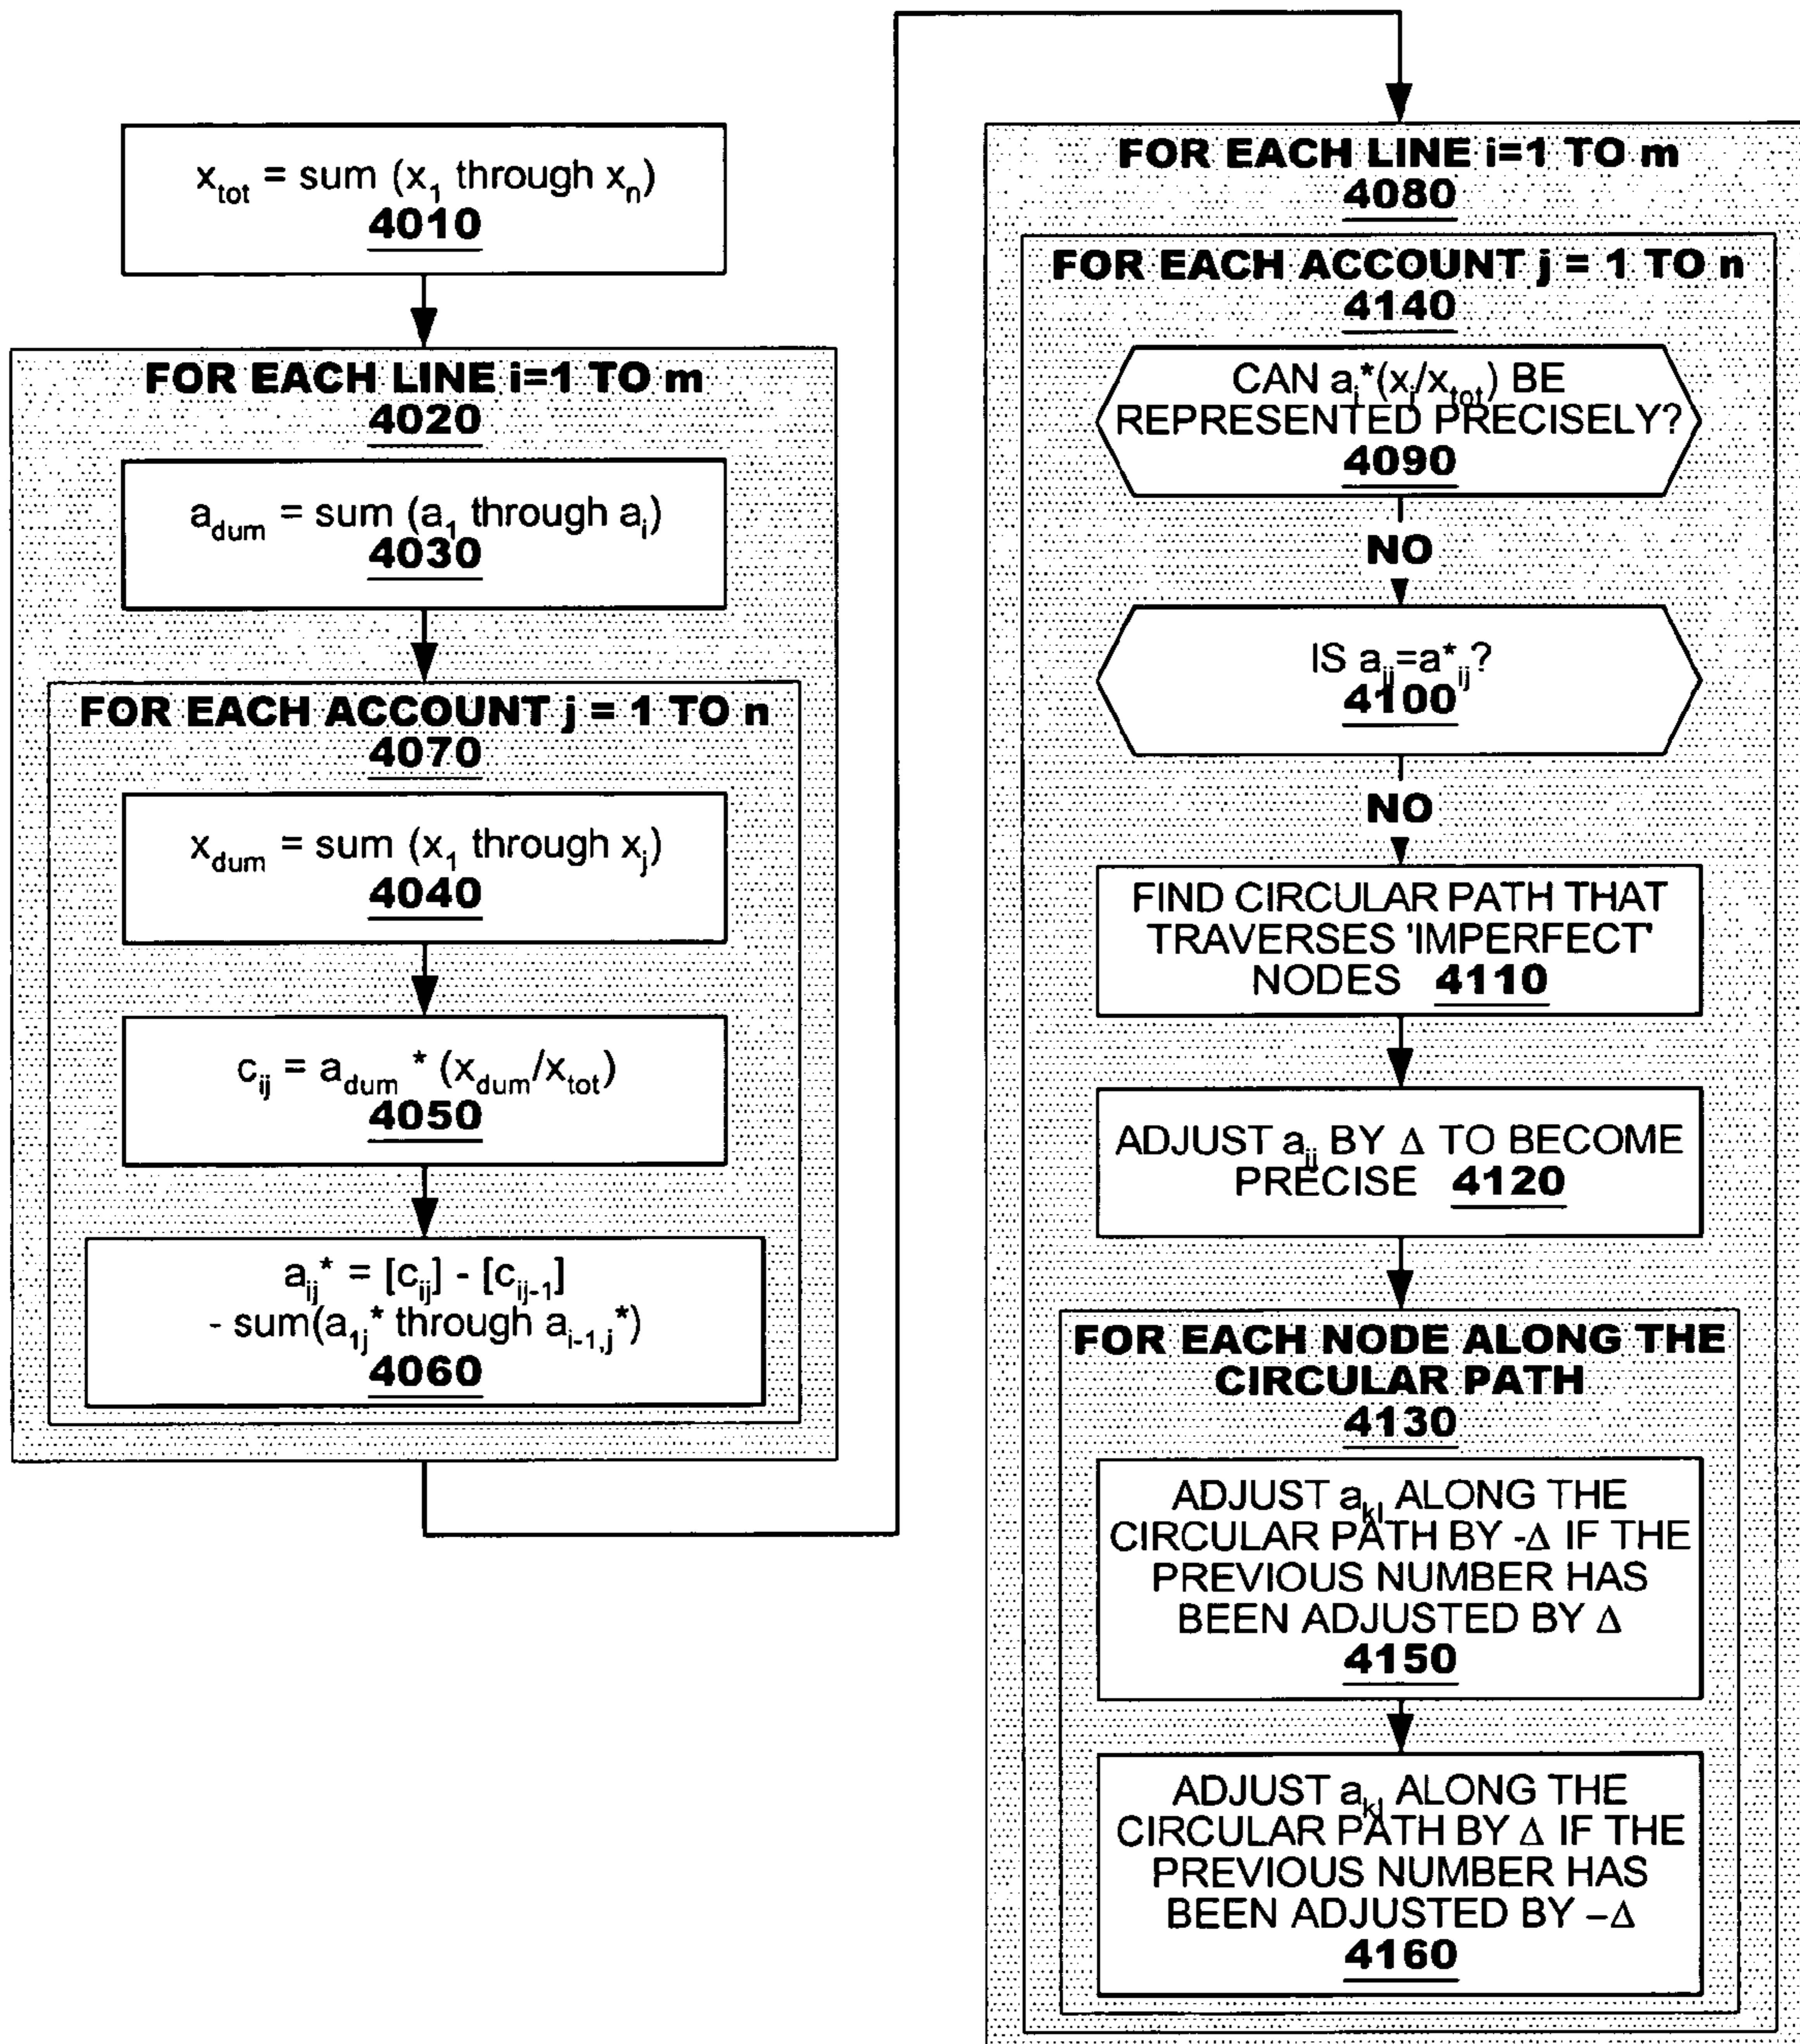 x_tot = sum (x_1 through x_n)
4010
FOR EACH LINE i=1 TO m
4020
a_dum = sum (a_1 through a_i)
4030
FOR EACH ACCOUNT j = 1 TO n
4070
x_dum = sum (x_1 through x_j)
4040
c_ij = a_dum * (x_dum/x_tot)
4050
a_ij* = [c_ij] - [c_ij-1]
- sum(a_1j* through a_i-1,j*)
4060
FOR EACH LINE i=1 TO m
4080
FOR EACH ACCOUNT j = 1 TO n
4140
CAN a_i*(x_j/x_tot) BE
REPRESENTED PRECISELY?
4090
NO
IS a_ij=a*_ij?
4100
NO
FIND CIRCULAR PATH THAT
TRAVERSES 'IMPERFECT'
NODES 4110
ADJUST a_ij BY Δ TO BECOME
PRECISE 4120
FOR EACH NODE ALONG THE
CIRCULAR PATH
4130
ADJUST a_kl ALONG THE
CIRCULAR PATH BY -Δ IF THE
PREVIOUS NUMBER HAS
BEEN ADJUSTED BY Δ
4150
ADJUST a_kl ALONG THE
CIRCULAR PATH BY Δ IF THE
PREVIOUS NUMBER HAS
BEEN ADJUSTED BY –Δ
4160